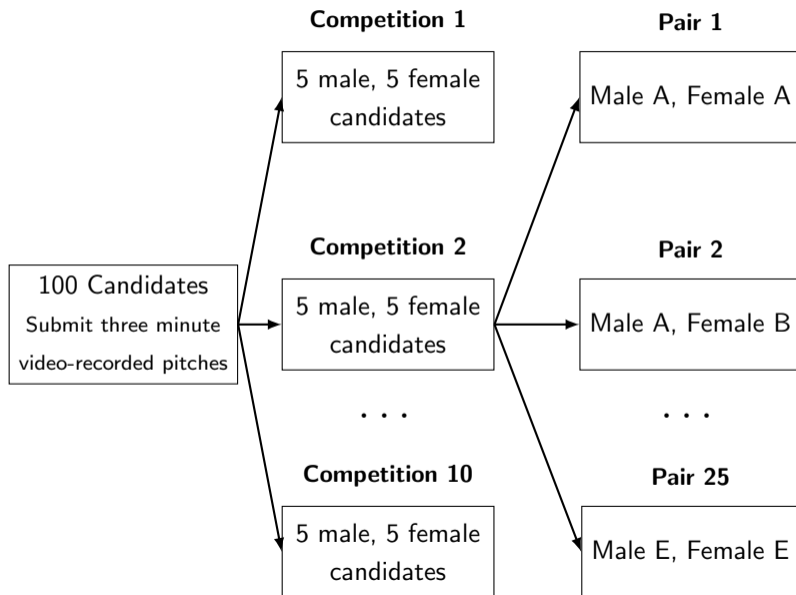 100 Candidates
Submit three minute
video-recorded pitches
Competition 1
5 male, 5 female
candidates
Competition 2
5 male, 5 female
candidates
. . .
Competition 10
5 male, 5 female
candidates
Pair 1
Male A, Female A
Pair 2
Male A, Female B
. . .
Pair 25
Male E, Female E